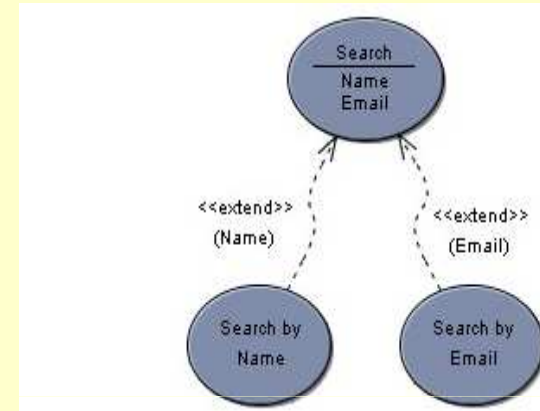 Search
Name
Email
<<extend>>
(Name)
<<extend>>
(Email)
Search by
Name
Search by
Email